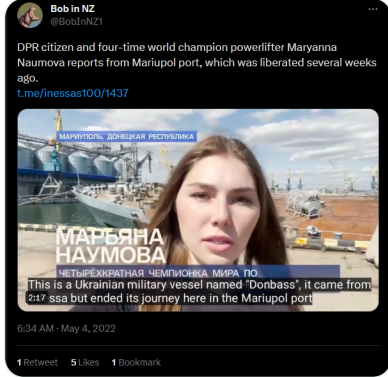 Bob in NZ
@BobInNZ1
DPR citizen and four-time world champion powerlifter Maryanna
Naumova reports from Mariupol port, which was liberated several weeks
ago.
t.me/inessas100/1437
МАРИУПОЛЬ, ДОНЕЦКАЯ РЕСПУБЛИКА
МАРЬЯНА
НАУМОВА
ЧЕТЫРЁХКРАТНАЯ ЧЕМПИОНКА МИРА ПО
This is a Ukrainian military vessel named "Donbass", it came from
2:17 ssa but ended its journey here in the Mariupol port
6:34 AM · May 4, 2022
1 Retweet 5 Likes 1 Bookmark